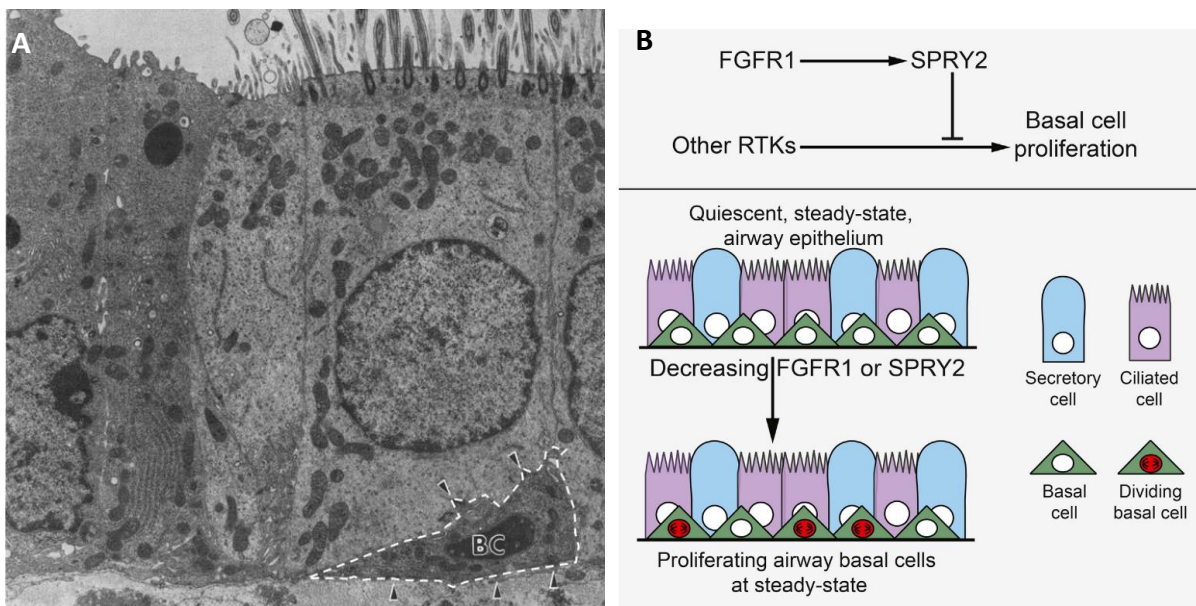 A
BC
B
FGFR1 SPRY2
Other RTKs
Basal cell
proliferation
Quiescent, steady-state,
airway epithelium
Decreasing FGFR1 or SPRY2
Proliferating airway basal cells
at steady-state
Secretory
cell
Ciliated
cell
Basal
cell
Dividing
basal cell